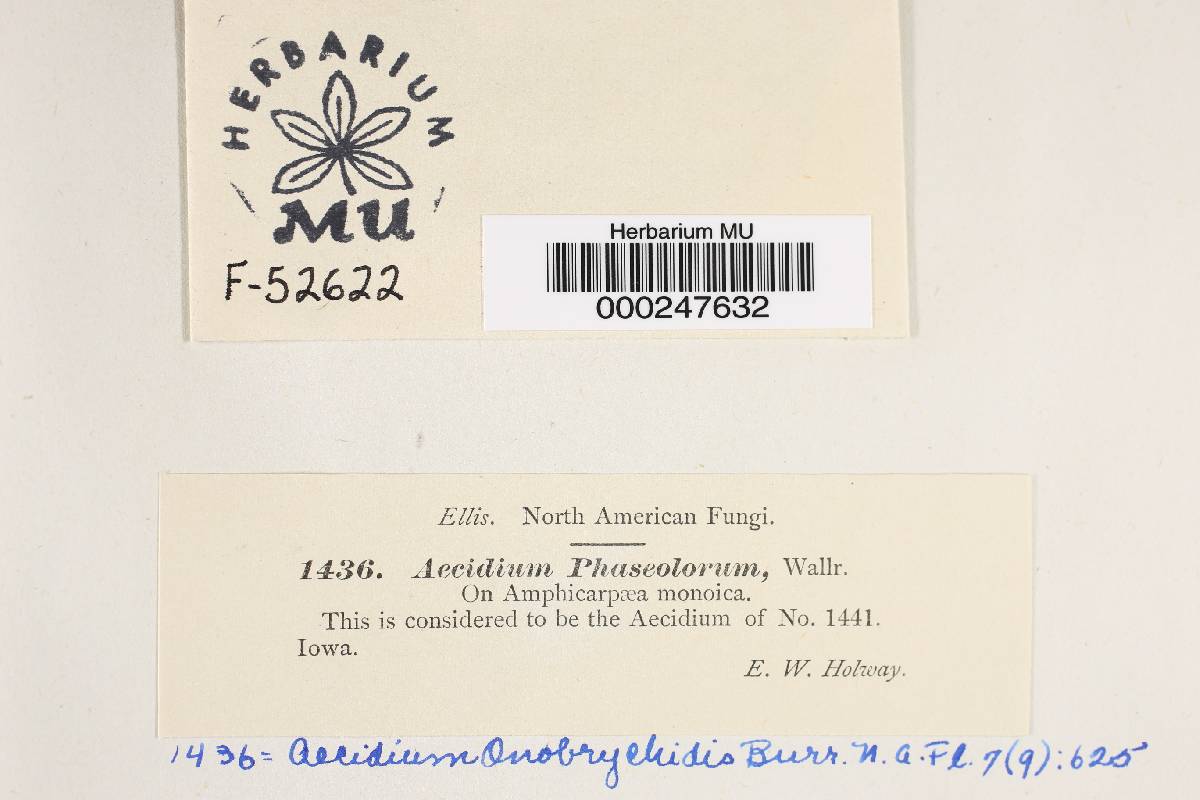 HERBARIUM
MU
F-52622
Herbarium MU
000247632
Ellis. North American Fungi.
1436. Aecidium Phaseolorum, Wallr.
On Amphicarpæa monoica.
This is considered to be the Aecidium of No. 1441.
Iowa.
E. W. Holway.
1436 = Aecidium Onobrychidis Burr. N. a. Fl. 7(9):625